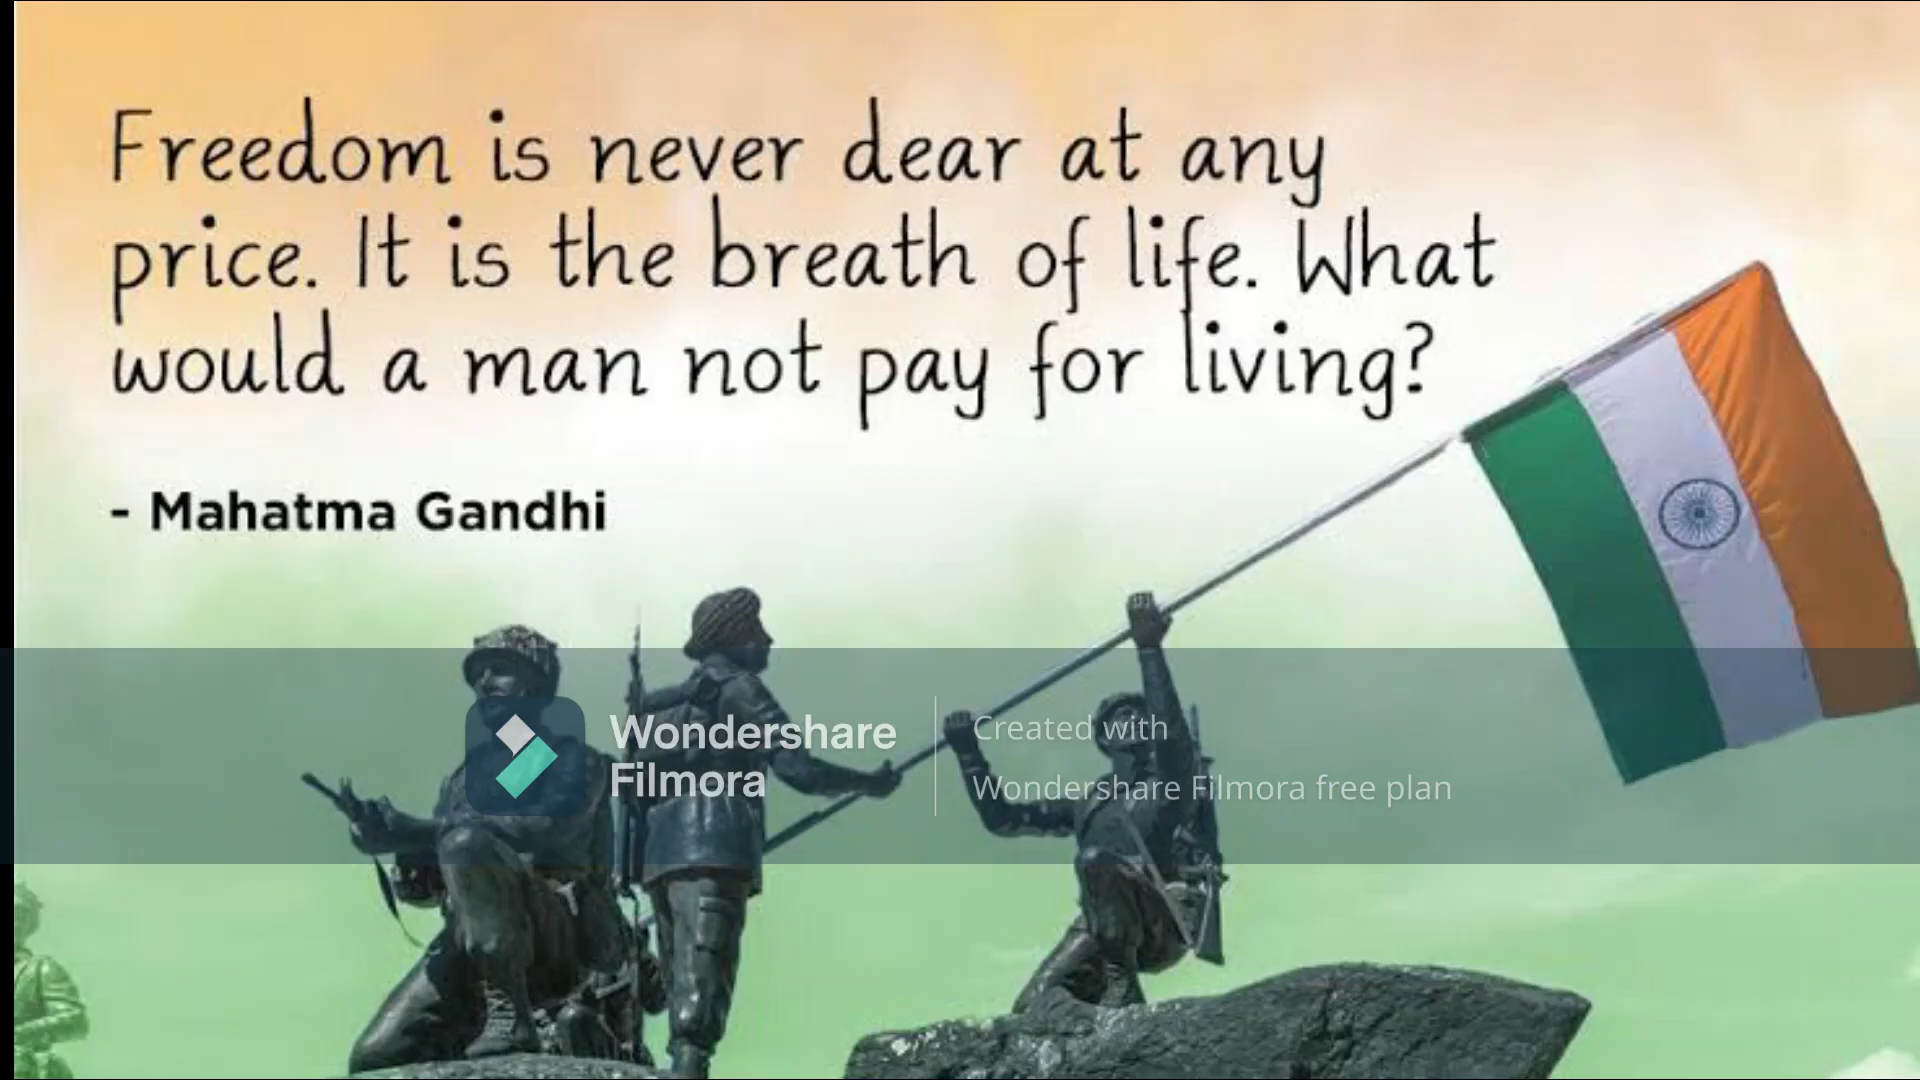 Freedom is never dear at any
price. It is the breath of life. What
would a man not pay for living?
- Mahatma Gandhi
Wondershare
Filmora
Created with
Wondershare Filmora free plan